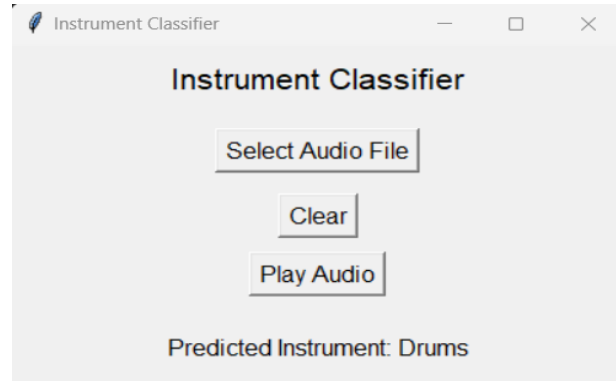 Instrument Classifier
Instrument Classifier
Select Audio File
Clear
Play Audio
Predicted Instrument: Drums